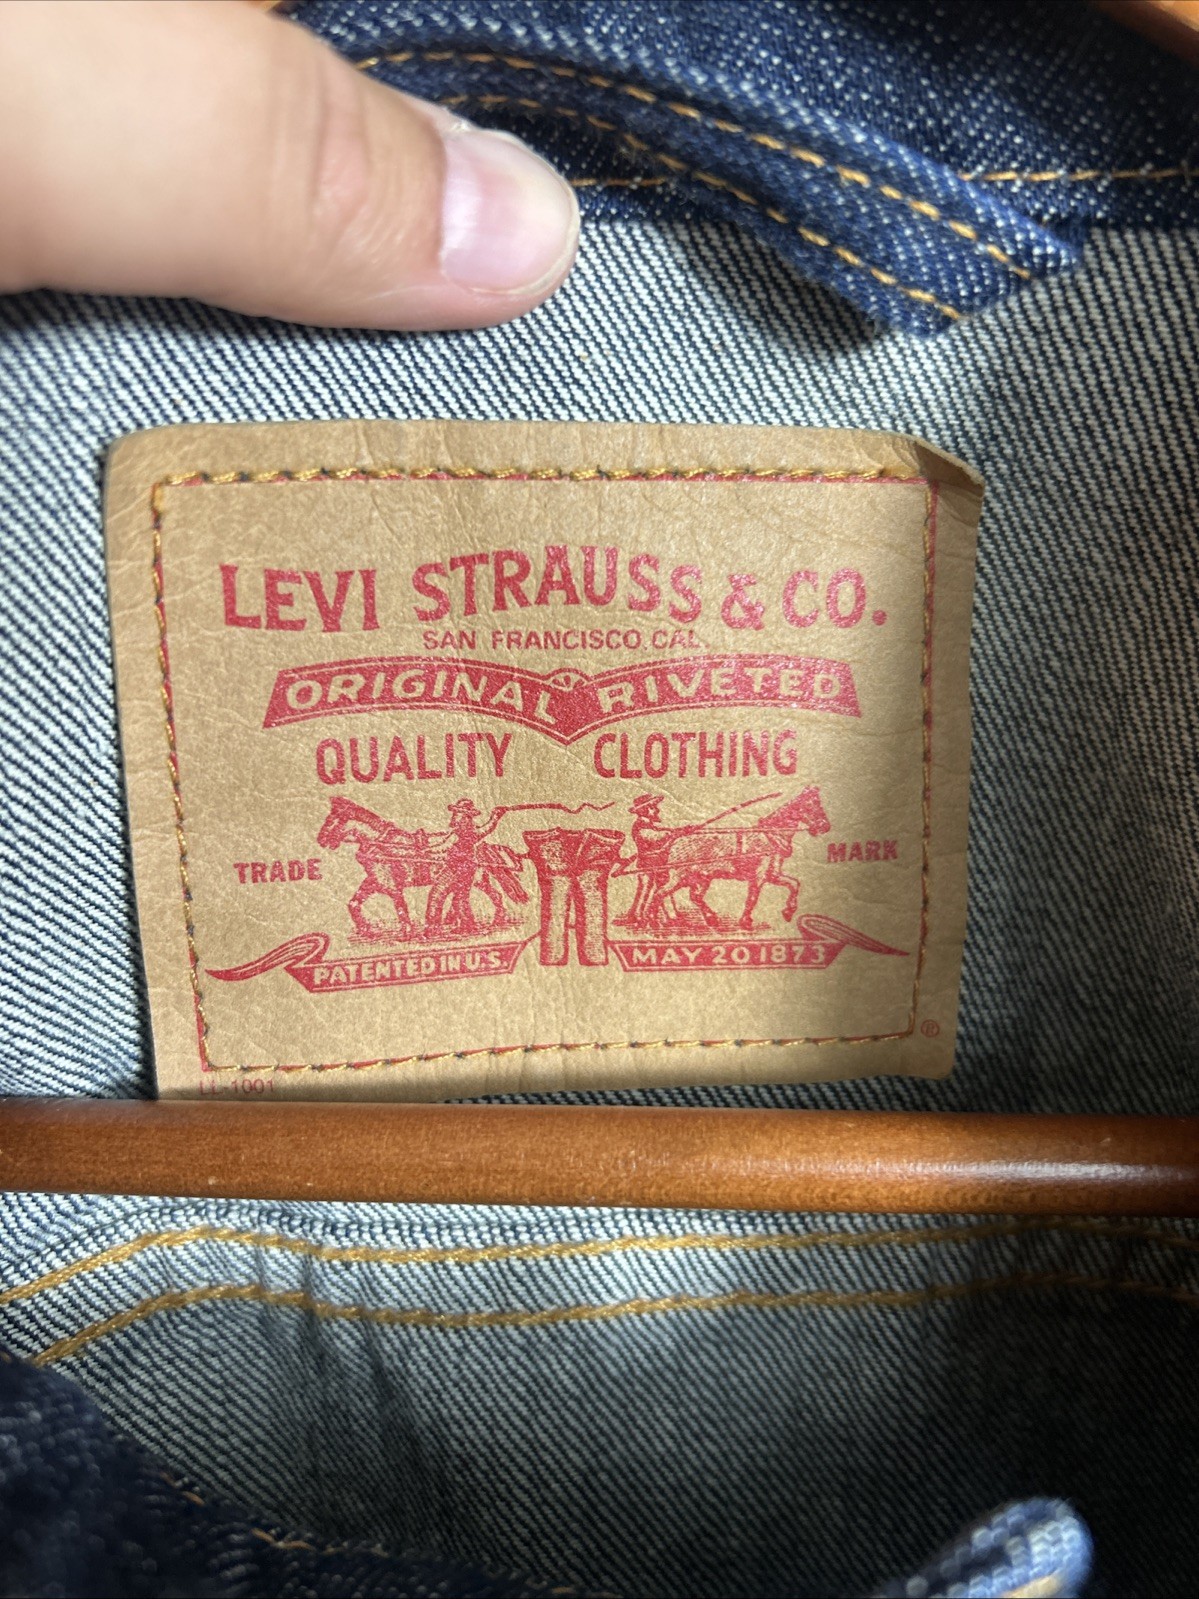 LEVI STRAUSS & CO.
SAN FRANCISCO, CAL.
ORIGINAL RIVETED
QUALITY CLOTHING
TRADE MARK
PATENTED IN U.S. MAY 20 1873
®
LL-1001